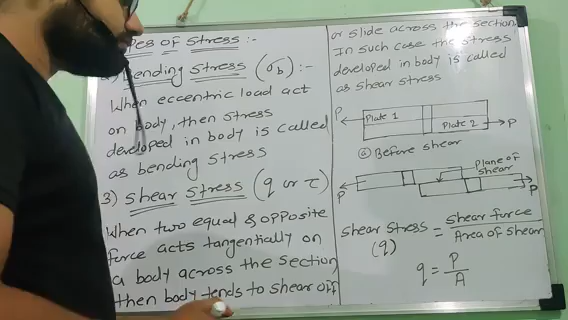 pes of Stress :-
Bending Stress (σb) :-
When eccentric load act
on body, then stress
developed in body is called
as bending stress
3) Shear Stress (q or τ)
When two equal & opposite
force acts tangentially on
a body across the section
then body tends to shear off
or slide across the section
In such case the stress
developed in body is called
as shear stress
P Plate 1 Plate 2 P
ⓐ Before shear
Plane of
shear
P P
Shear Stress = Shear force / Area of shear
(q)
q = P / A